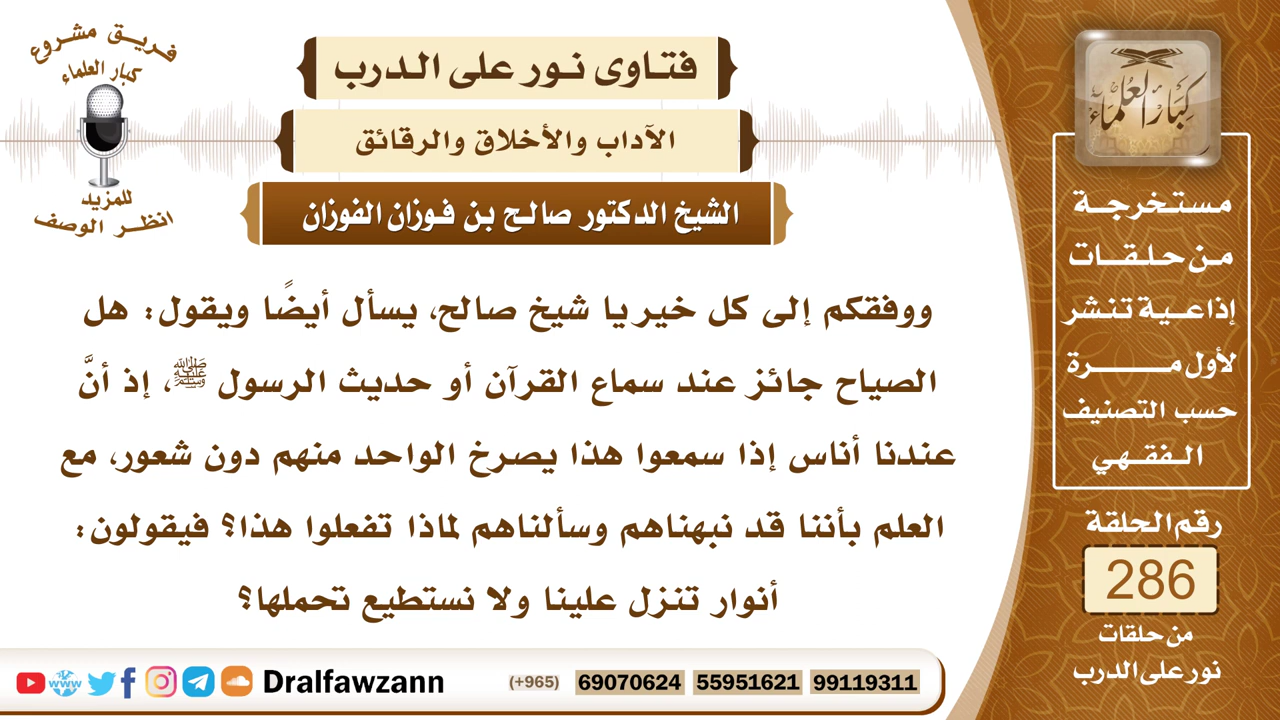 فريق مشروع
كبار العلماء
للمزيد
انظر الوصف
فتاوى نور على الدرب
الآداب والأخلاق والرقائق
الشيخ الدكتور صالح بن فوزان الفوزان
ووفقكم إلى كل خير يا شيخ صالح، يسأل أيضًا ويقول: هل
الصياح جائز عند سماع القرآن أو حديث الرسول ﷺ، إذ أنَّ
عندنا أناس إذا سمعوا هذا يصرخ الواحد منهم دون شعور، مع
العلم بأننا قد نبهناهم وسألناهم لماذا تفعلوا هذا؟ فيقولون:
أنوار تنزل علينا ولا نستطيع تحملها؟
كبار العلماء
مستخرجة
من حلقات
إذاعية تنشر
لأول مرة
حسب التصنيف
الفقهي
رقم الحلقة
286
من حلقات
نور على الدرب
www
Dralfawzann
(+965) 69070624 55951621 99119311